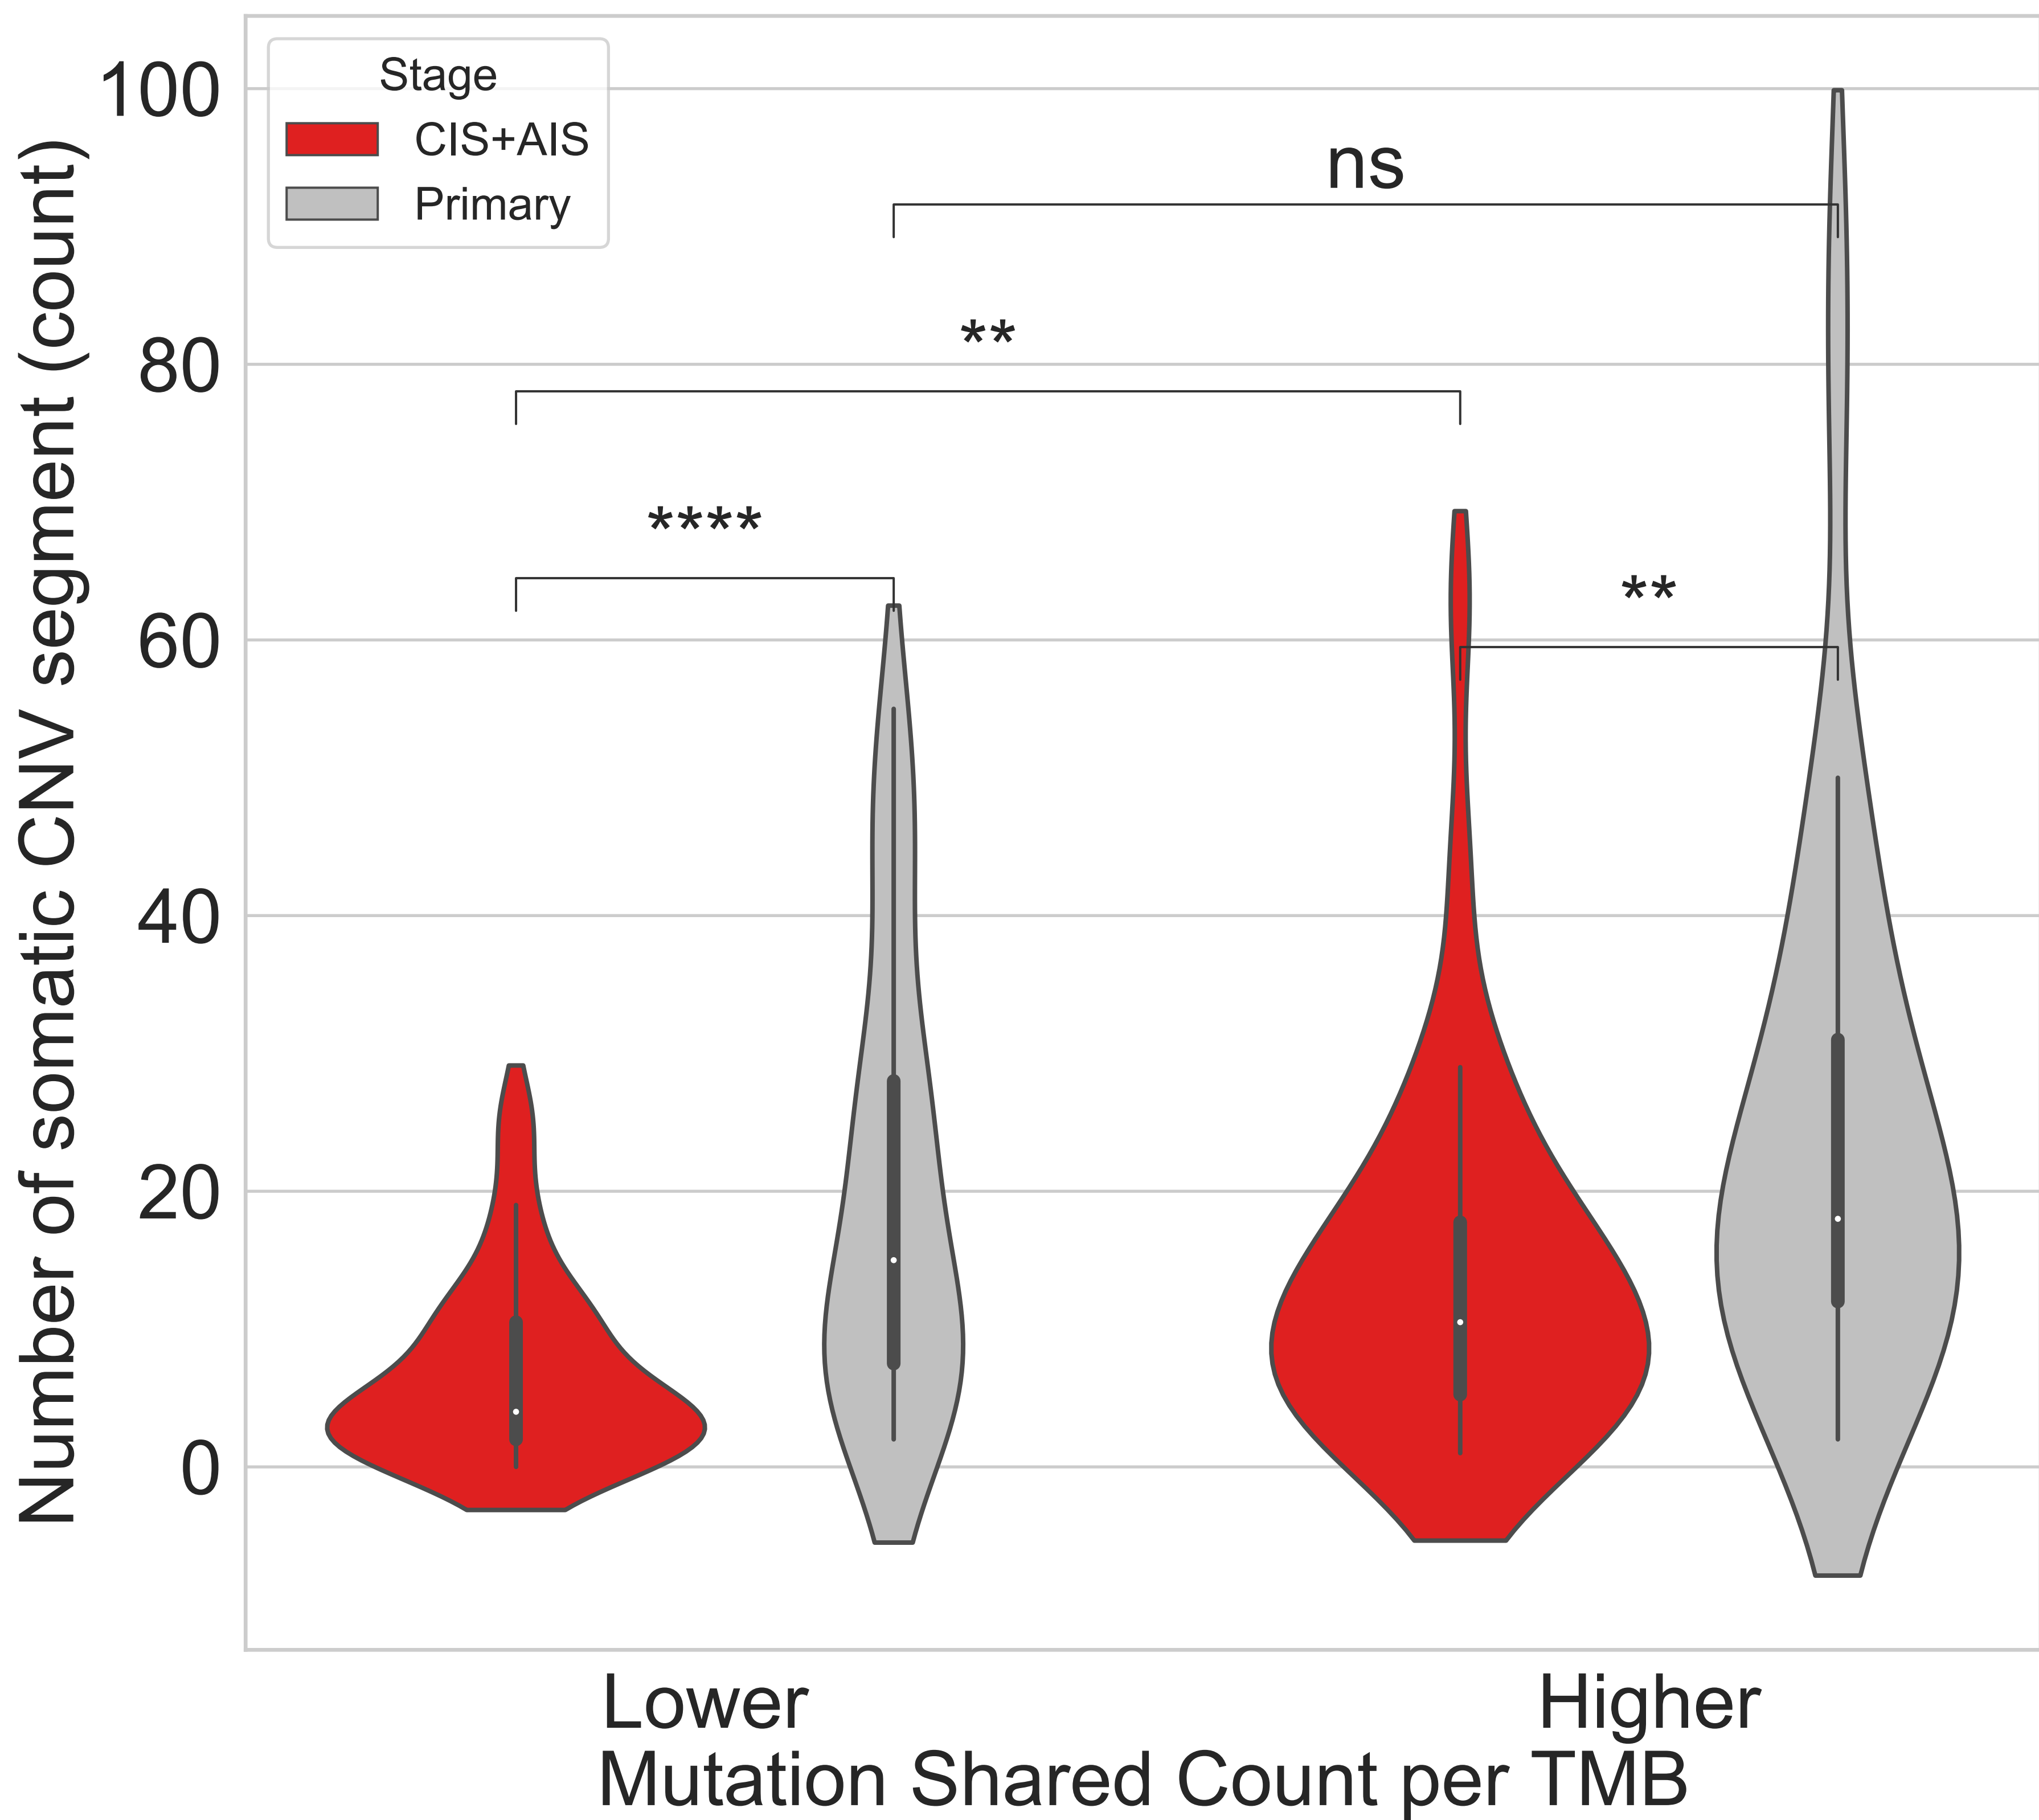 Number of somatic CNV segment (count)
100
80
60
40
20
0
Stage
CIS+AIS
Primary
ns
**
****
**
Lower
Higher
Mutation Shared Count per TMB